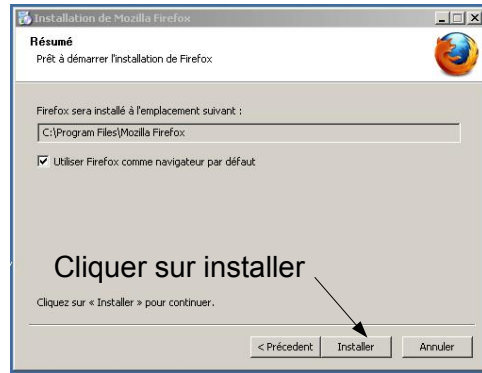 Installation de Mozilla Firefox
Résumé
Prêt à démarrer l'installation de Firefox
Firefox sera installé à l'emplacement suivant :
C:\Program Files\Mozilla Firefox
Utiliser Firefox comme navigateur par défaut
Cliquer sur installer
Cliquez sur « Installer » pour continuer.
< Précedent Installer Annuler